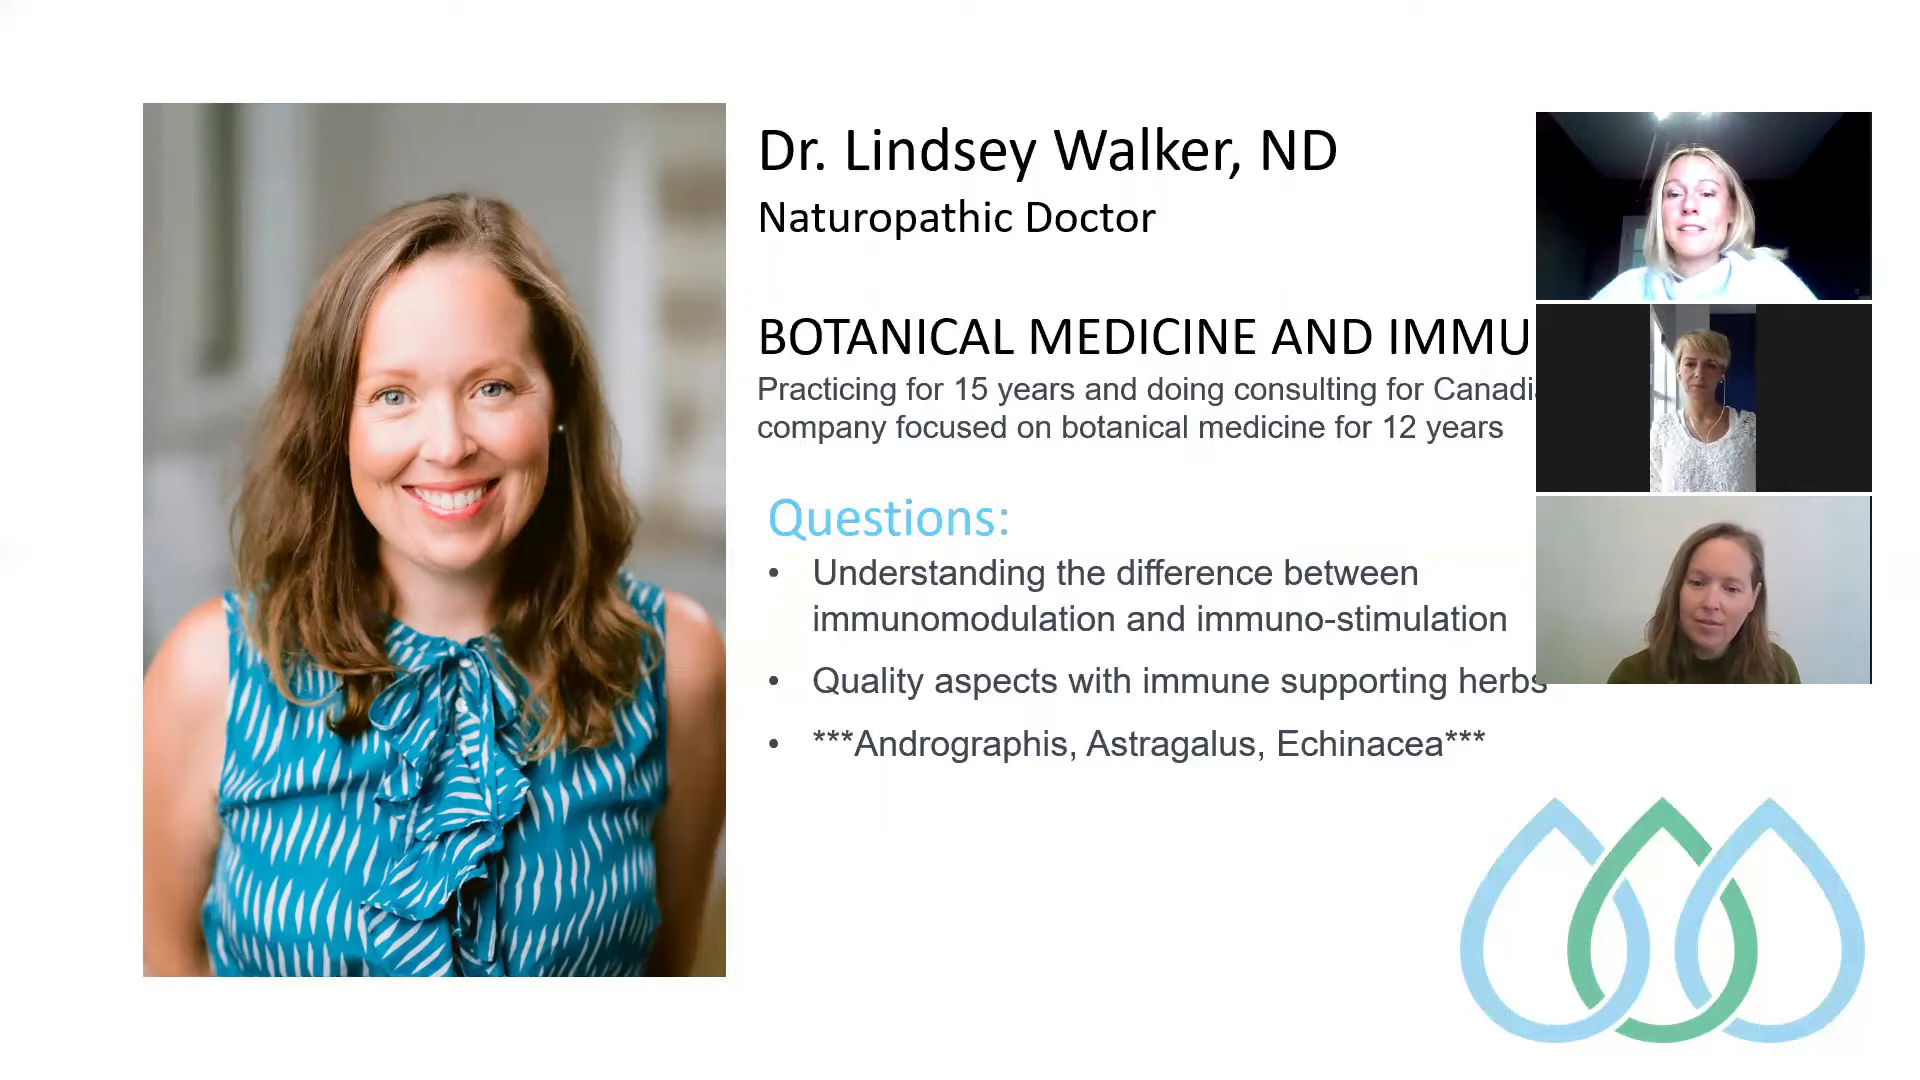 Dr. Lindsey Walker, ND
Naturopathic Doctor
BOTANICAL MEDICINE AND IMMU
Practicing for 15 years and doing consulting for Canadi
company focused on botanical medicine for 12 years
Questions:
• Understanding the difference between
immunomodulation and immuno-stimulation
• Quality aspects with immune supporting herbs
• ***Andrographis, Astragalus, Echinacea***